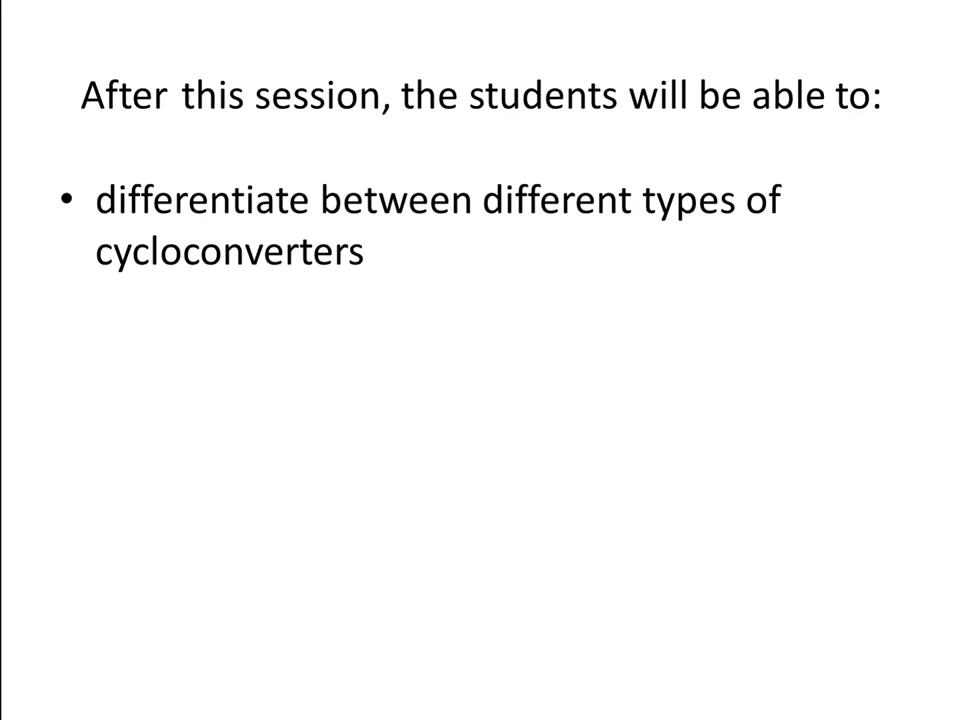 After this session, the students will be able to:
• differentiate between different types of
cycloconverters